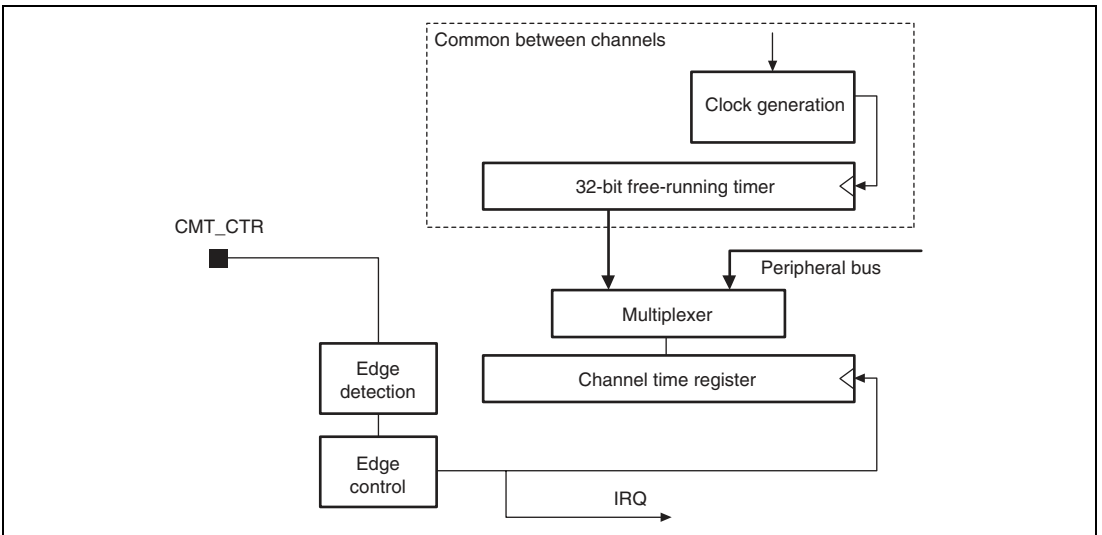 Common between channels
Clock generation
32-bit free-running timer
CMT_CTR
Peripheral bus
Multiplexer
Edge
detection
Channel time register
Edge
control
IRQ